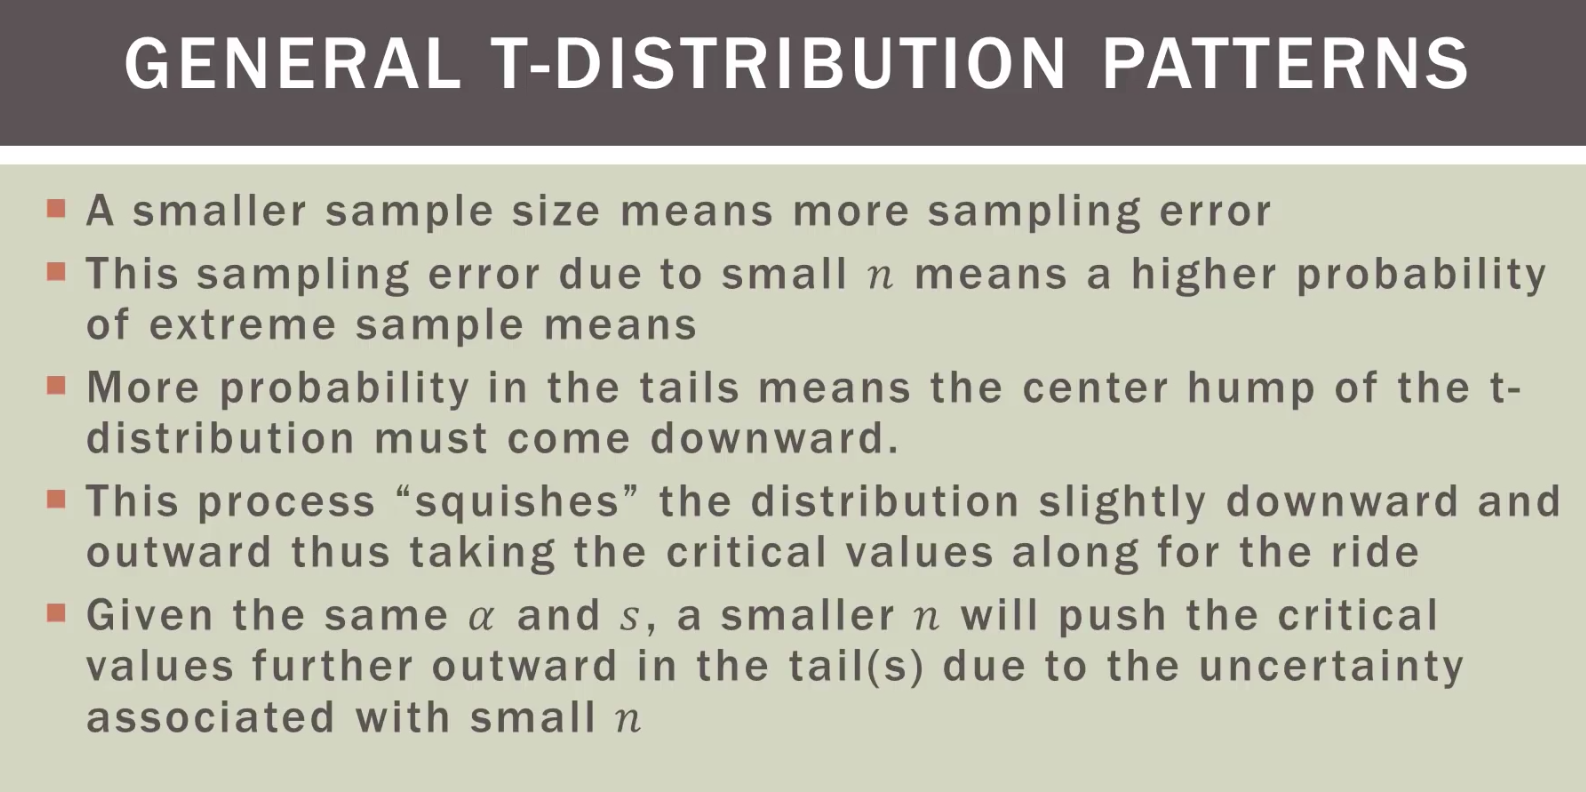 GENERAL T-DISTRIBUTION PATTERNS
■ A smaller sample size means more sampling error
■ This sampling error due to small n means a higher probability
of extreme sample means
■ More probability in the tails means the center hump of the t-
distribution must come downward.
■ This process “squishes” the distribution slightly downward and
outward thus taking the critical values along for the ride
■ Given the same α and s, a smaller n will push the critical
values further outward in the tail(s) due to the uncertainty
associated with small n